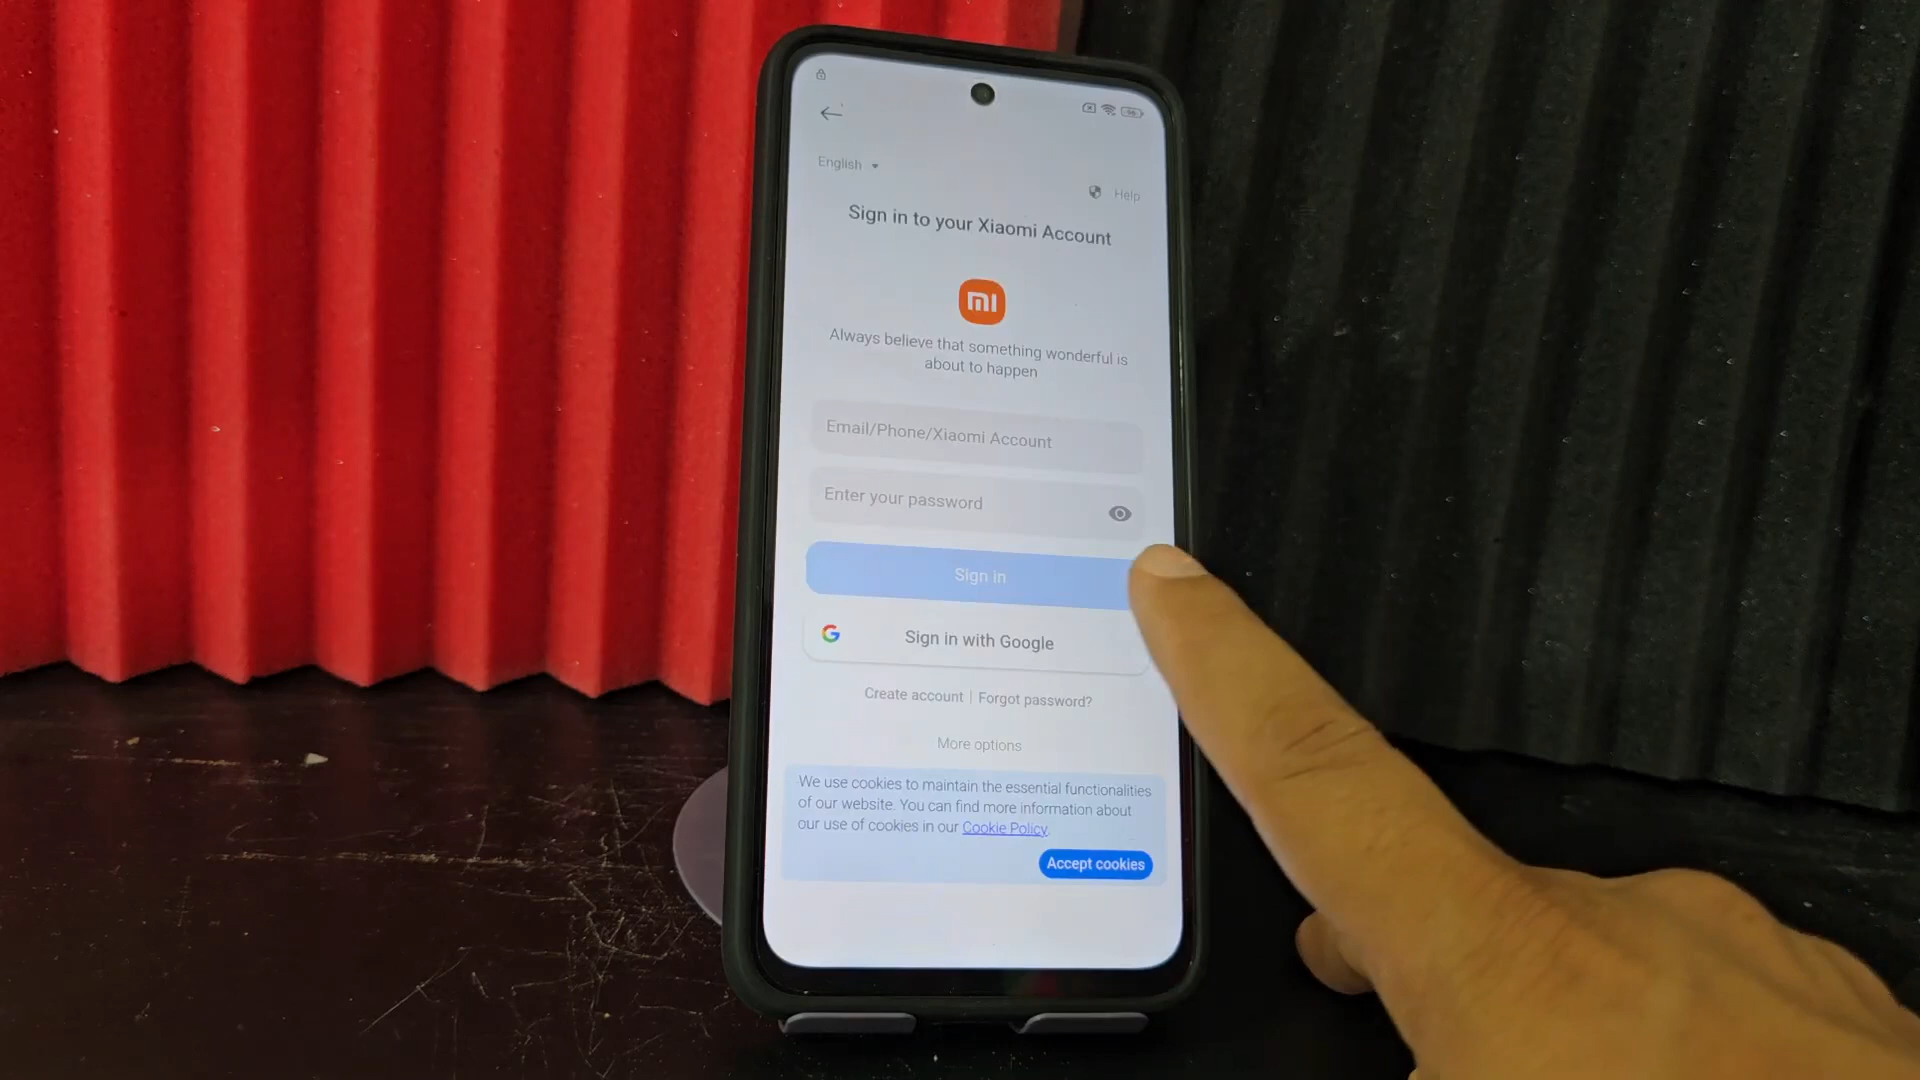 English
Help
Sign in to your Xiaomi Account
mi
Always believe that something wonderful is
about to happen
Email/Phone/Xiaomi Account
Enter your password
Sign in
G
Sign in with Google
Create account | Forgot password?
More options
We use cookies to maintain the essential functionalities
of our website. You can find more information about
our use of cookies in our Cookie Policy.
Accept cookies